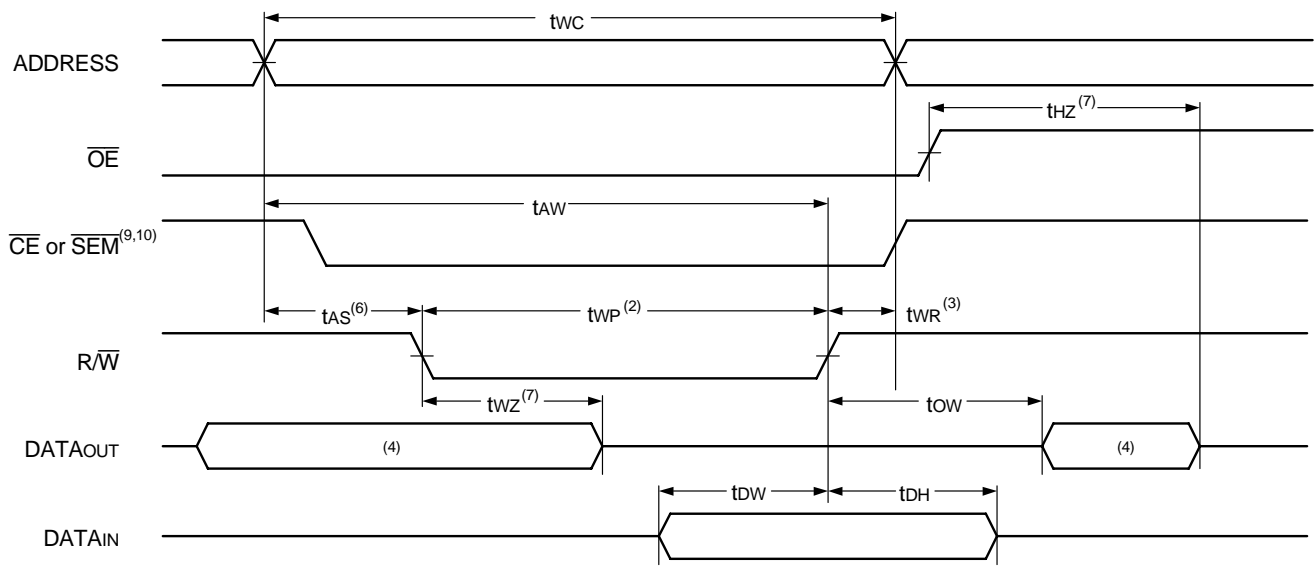 tWC
ADDRESS
tHZ(7)
OE
tAW
CE or SEM(9,10)
tAS(6)
tWP(2)
tWR(3)
R/W
tWZ(7)
tOW
DATAOUT
(4)
(4)
tDW
tDH
DATAIN